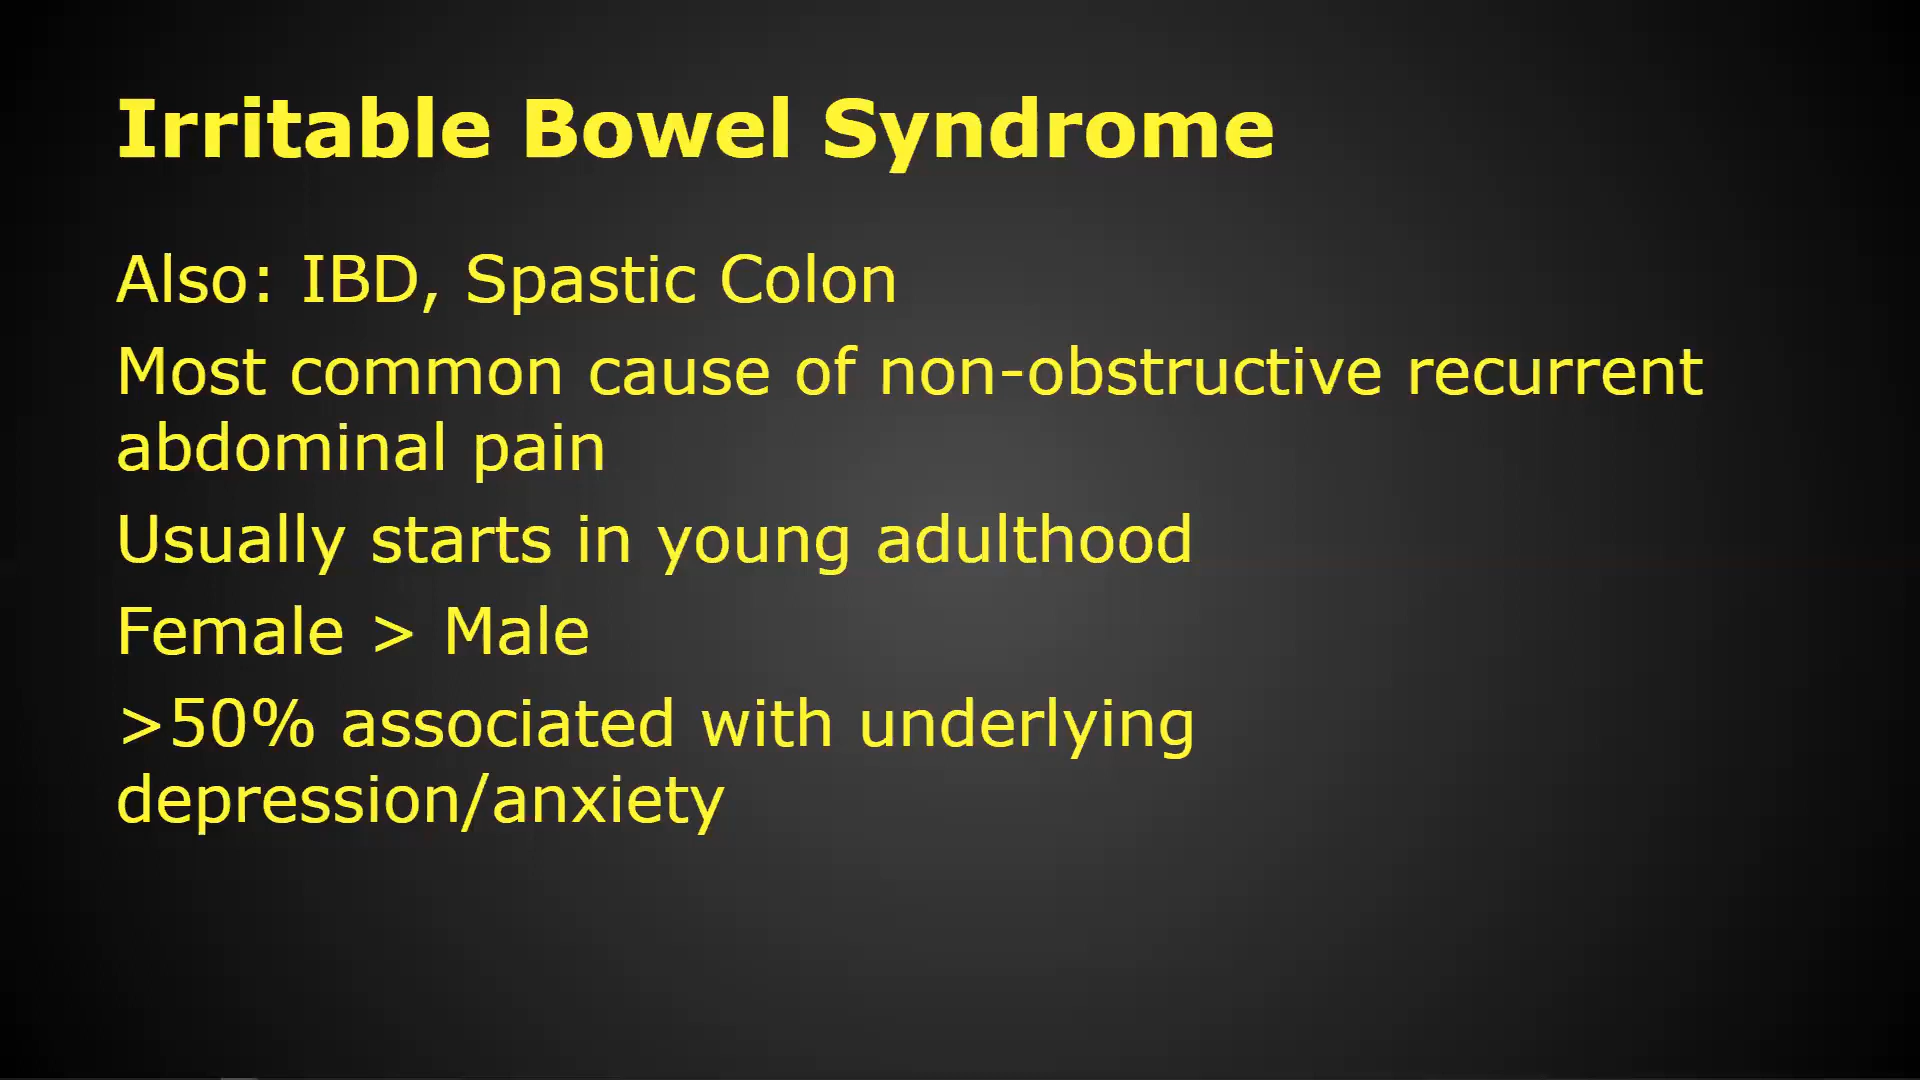 Irritable Bowel Syndrome
Also: IBD, Spastic Colon
Most common cause of non-obstructive recurrent
abdominal pain
Usually starts in young adulthood
Female > Male
>50% associated with underlying
depression/anxiety